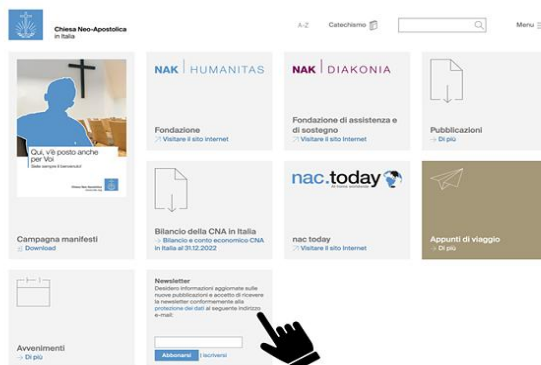 Chiesa Neo-Apostolica
in Italia
A-Z
Catechismo
Menu
Qui, v'è posto anche
per Voi
Siate sempre il benvenuto!
Chiesa Neo-Apostolica
Campagna manifesti
Download
NAK HUMANITAS
Fondazione
Visitare il sito internet
NAK DIAKONIA
Fondazione di assistenza e
di sostegno
Visitare il sito Internet
Pubblicazioni
Di più
Bilancio della CNA in Italia
Bilancio e conto economico CNA
in Italia al 31.12.2022
nac.today
nac today
Visitare il sito Internet
Appunti di viaggio
Di più
Avvenimenti
Di più
Newsletter
Desidero informazioni aggiornate sulle
nuove pubblicazioni e accetto di ricevere
la newsletter conformemente alla
protezione dei dati al seguente indirizzo
e-mail:
Abbonarsi I Iscriversi